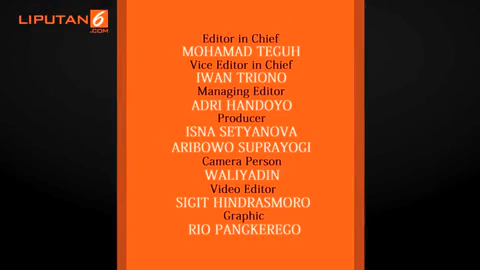 LIPUTAN 6
.COM
Editor in Chief
MOHAMAD TEGUH
Vice Editor in Chief
IWAN TRIONO
Managing Editor
ADRI HANDOYO
Producer
ISNA SETYANOVA
ARIBOWO SUPRAYOGI
Camera Person
WALIYADIN
Video Editor
SIGIT HINDRASMORO
Graphic
RIO PANGKEREGO